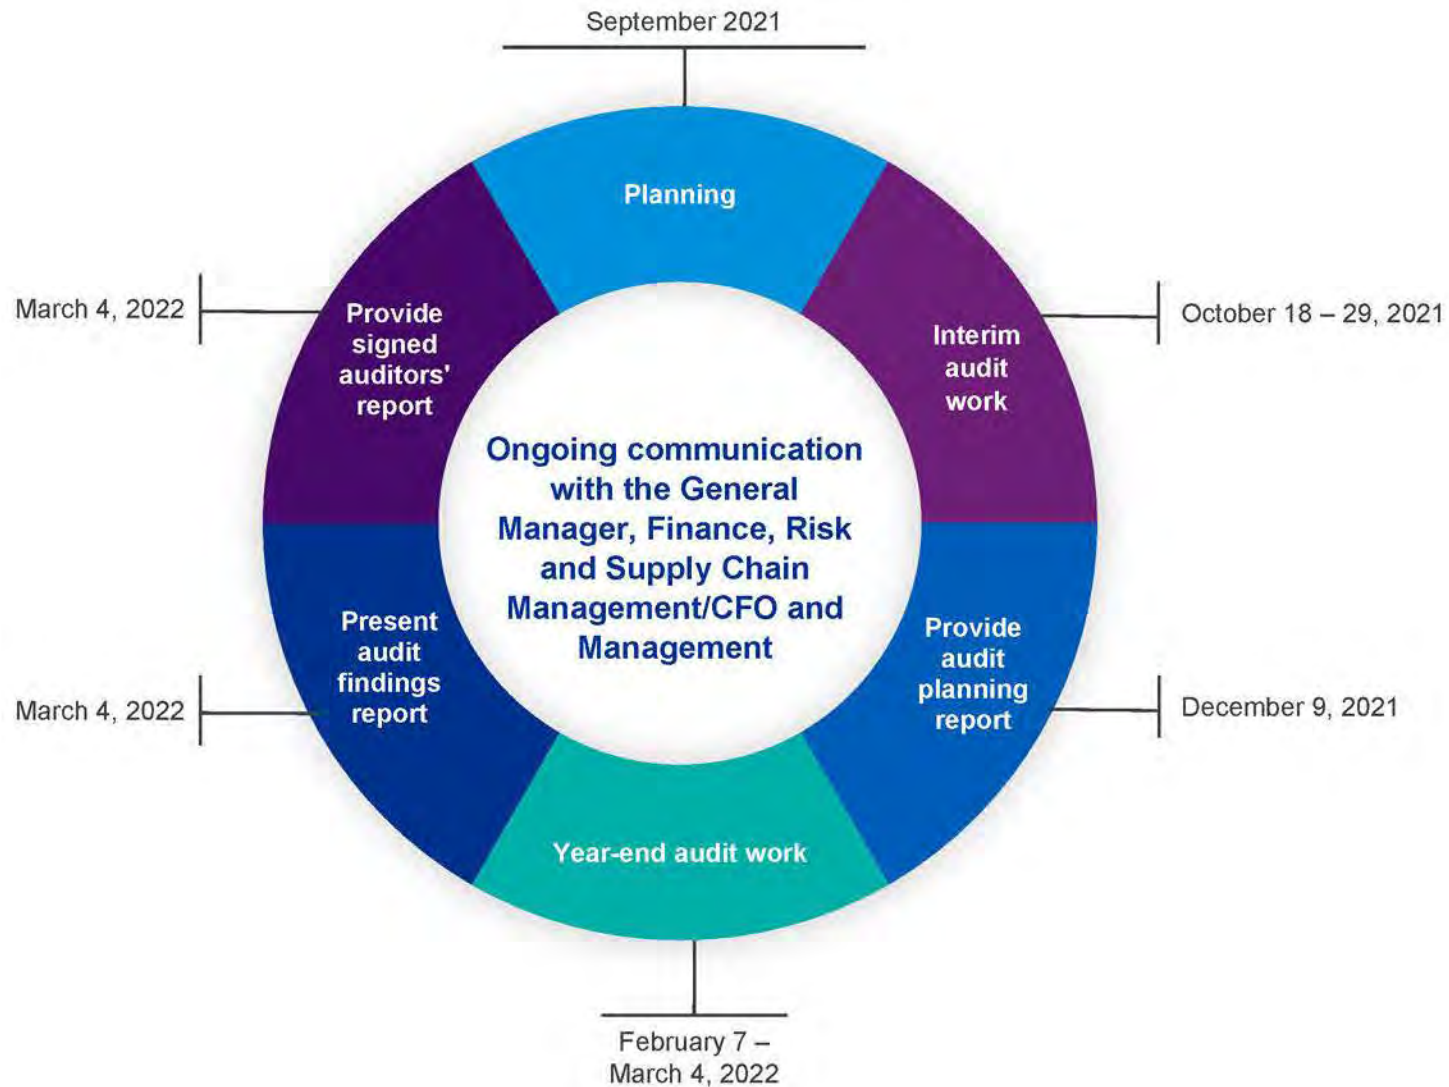 September 2021
Planning
October 18 – 29, 2021
Interim
audit
work
December 9, 2021
Provide
audit
planning
report
Year-end audit work
February 7 –
March 4, 2022
March 4, 2022
Present
audit
findings
report
March 4, 2022
Provide
signed
auditors'
report
Ongoing communication
with the General
Manager, Finance, Risk
and Supply Chain
Management/CFO and
Management